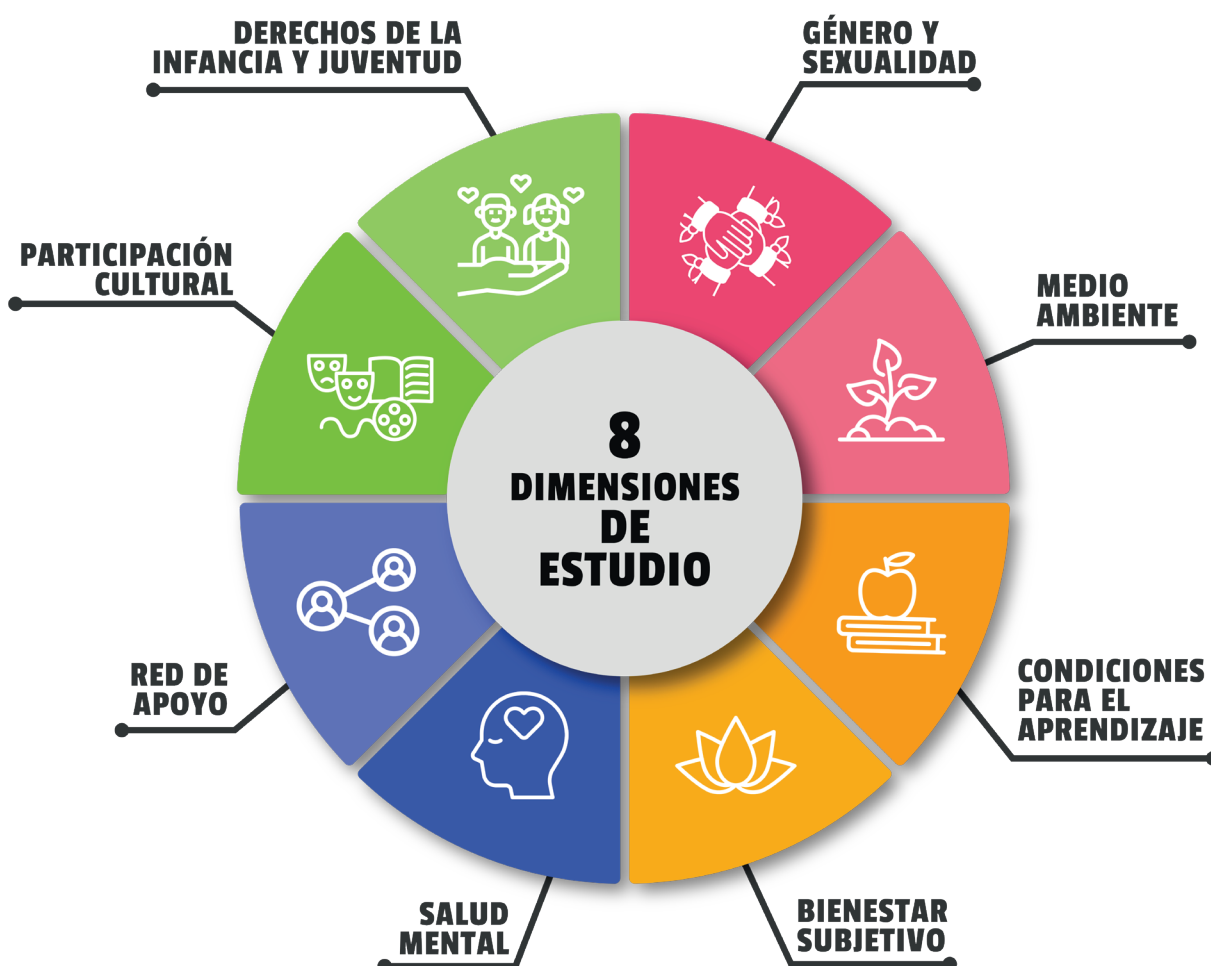 DERECHOS DE LA
INFANCIA Y JUVENTUD
GÉNERO Y
SEXUALIDAD
PARTICIPACIÓN
CULTURAL
MEDIO
AMBIENTE
8
DIMENSIONES
DE
ESTUDIO
RED DE
APOYO
CONDICIONES
PARA EL
APRENDIZAJE
SALUD
MENTAL
BIENESTAR
SUBJETIVO